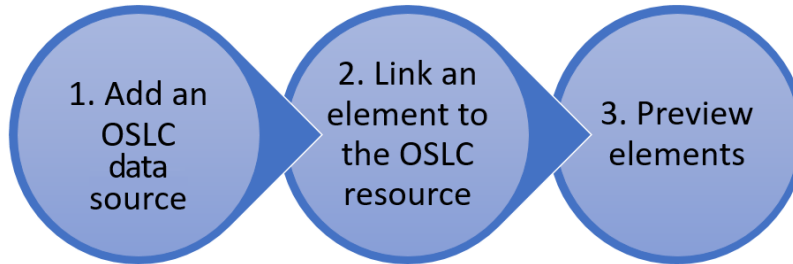 1. Add an
OSLC
data
source
2. Link an
element to
the OSLC
resource
3. Preview
elements